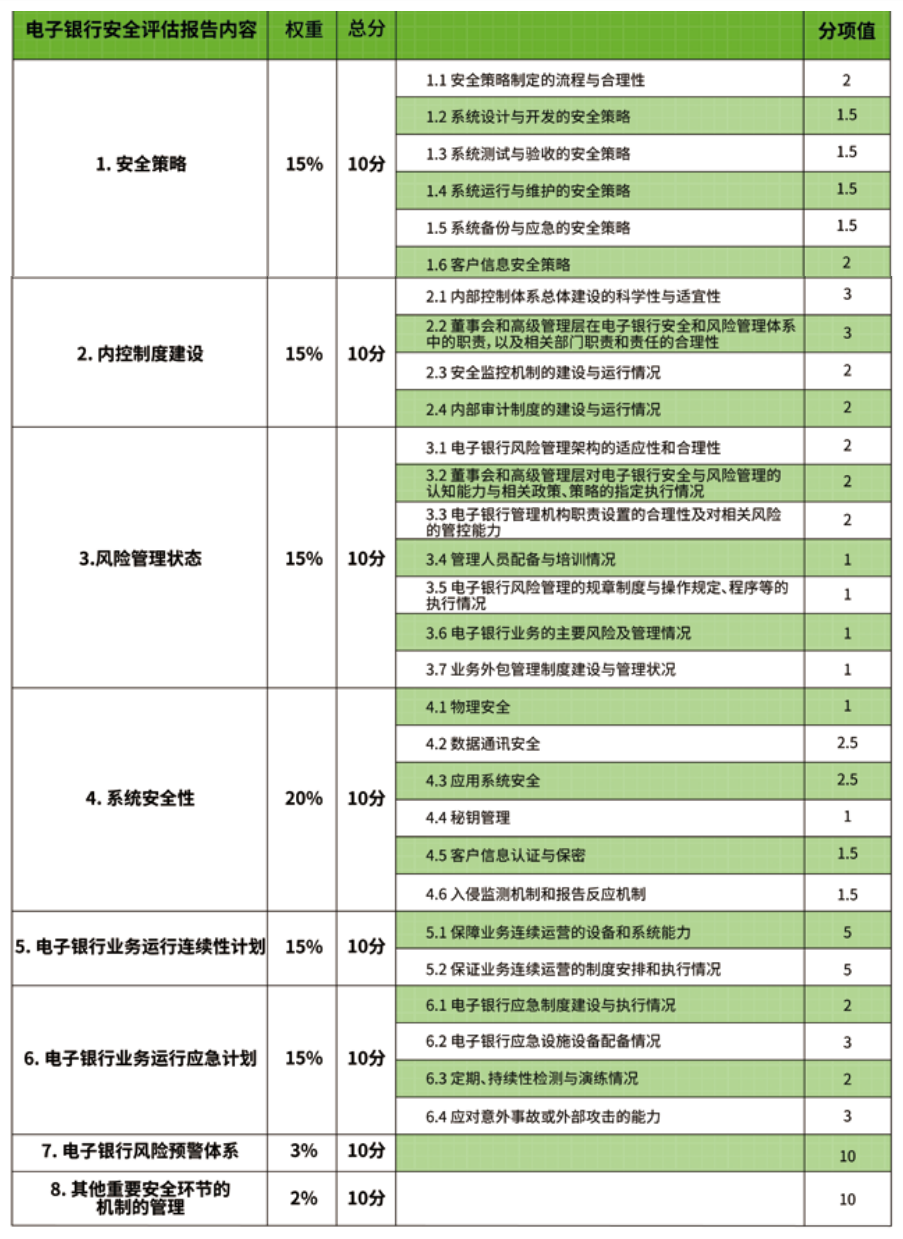 电子银行安全评估报告内容 权重 总分 分项值
1. 安全策略 15% 10分
1.1 安全策略制定的流程与合理性 2
1.2 系统设计与开发的安全策略 1.5
1.3 系统测试与验收的安全策略 1.5
1.4 系统运行与维护的安全策略 1.5
1.5 系统备份与应急的安全策略 1.5
1.6 客户信息安全策略 2
2. 内控制度建设 15% 10分
2.1 内部控制体系总体建设的科学性与适宜性 3
2.2 董事会和高级管理层在电子银行安全和风险管理体系
中的职责，以及相关部门职责和责任的合理性 3
2.3 安全监控机制的建设与运行情况 2
2.4 内部审计制度的建设与运行情况 2
3.风险管理状态 15% 10分
3.1 电子银行风险管理架构的适应性和合理性 2
3.2 董事会和高级管理层对电子银行安全与风险管理的
认知能力与相关政策、策略的指定执行情况 2
3.3 电子银行管理机构职责设置的合理性及对相关风险
的管控能力 2
3.4 管理人员配备与培训情况 1
3.5 电子银行风险管理的规章制度与操作规定、程序等的
执行情况 1
3.6 电子银行业务的主要风险及管理情况 1
3.7 业务外包管理制度建设与管理状况 1
4. 系统安全性 20% 10分
4.1 物理安全 1
4.2 数据通讯安全 2.5
4.3 应用系统安全 2.5
4.4 秘钥管理 1
4.5 客户信息认证与保密 1.5
4.6 入侵监测机制和报告反应机制 1.5
5. 电子银行业务运行连续性计划 15% 10分
5.1 保障业务连续运营的设备和系统能力 5
5.2 保证业务连续运营的制度安排和执行情况 5
6. 电子银行业务运行应急计划 15% 10分
6.1 电子银行应急制度建设与执行情况 2
6.2 电子银行应急设施设备配备情况 3
6.3 定期、持续性检测与演练情况 2
6.4 应对意外事故或外部攻击的能力 3
7. 电子银行风险预警体系 3% 10分 10
8. 其他重要安全环节的
机制的管理 2% 10分 10